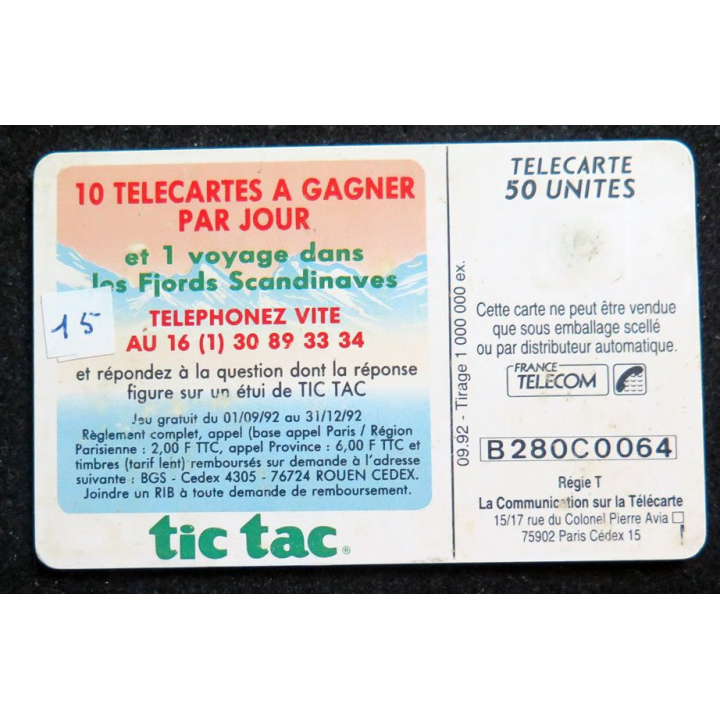 10 TELECARTES A GAGNER
PAR JOUR
et 1 voyage dans
les Fjords Scandinaves
15
TELEPHONEZ VITE
AU 16 (1) 30 89 33 34
et répondez à la question dont la réponse
figure sur un étui de TIC TAC
Jeu gratuit du 01/09/92 au 31/12/92
Règlement complet, appel (base appel Paris / Région
Parisienne : 2,00 F TTC, appel Province : 6,00 F TTC et
timbres (tarif lent) remboursés sur demande à l'adresse
suivante : BGS - Cedex 4305 - 76724 ROUEN CEDEX.
Joindre un RIB à toute demande de remboursement.
tic tac®
09.92 - Tirage 1 000 000 ex.
TELECARTE
50 UNITES
Cette carte ne peut être vendue
que sous emballage scellé
ou par distributeur automatique.
FRANCE
TELECOM
B280C0064
Régie T
La Communication sur la Télécarte
15/17 rue du Colonel Pierre Avia
75902 Paris Cédex 15